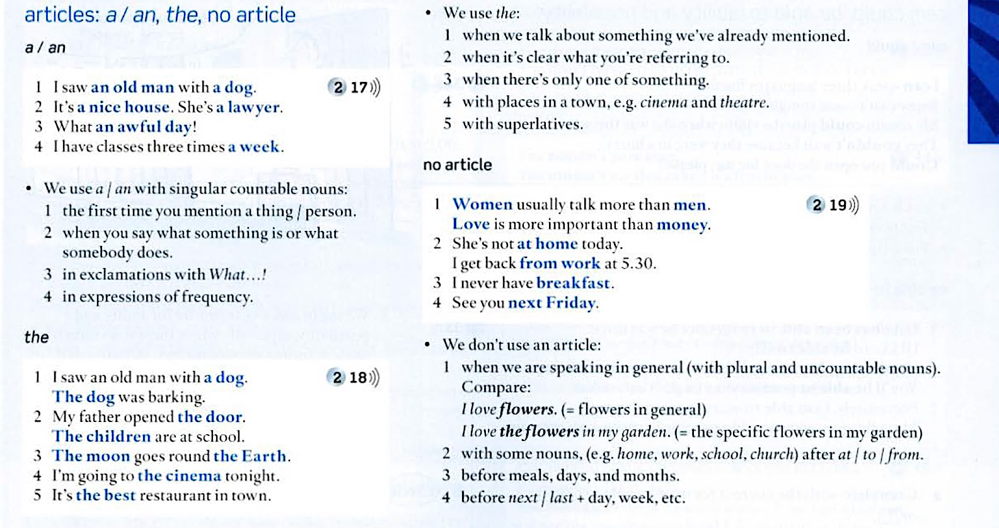 articles: a / an, the, no article
a / an
1 I saw an old man with a dog.
2 17
2 It's a nice house. She's a lawyer.
3 What an awful day!
4 I have classes three times a week.
• We use a / an with singular countable nouns:
1 the first time you mention a thing / person.
2 when you say what something is or what
somebody does.
3 in exclamations with What...!
4 in expressions of frequency.
the
1 I saw an old man with a dog.
2 18
The dog was barking.
2 My father opened the door.
The children are at school.
3 The moon goes round the Earth.
4 I'm going to the cinema tonight.
5 It's the best restaurant in town.
• We use the:
1 when we talk about something we've already mentioned.
2 when it's clear what you're referring to.
3 when there's only one of something.
4 with places in a town, e.g. cinema and theatre.
5 with superlatives.
no article
1 Women usually talk more than men.
2 19
Love is more important than money.
2 She's not at home today.
I get back from work at 5.30.
3 I never have breakfast.
4 See you next Friday.
• We don't use an article:
1 when we are speaking in general (with plural and uncountable nouns).
Compare:
I love flowers. (= flowers in general)
I love the flowers in my garden. (= the specific flowers in my garden)
2 with some nouns, (e.g. home, work, school, church) after at / to / from.
3 before meals, days, and months.
4 before next / last + day, week, etc.